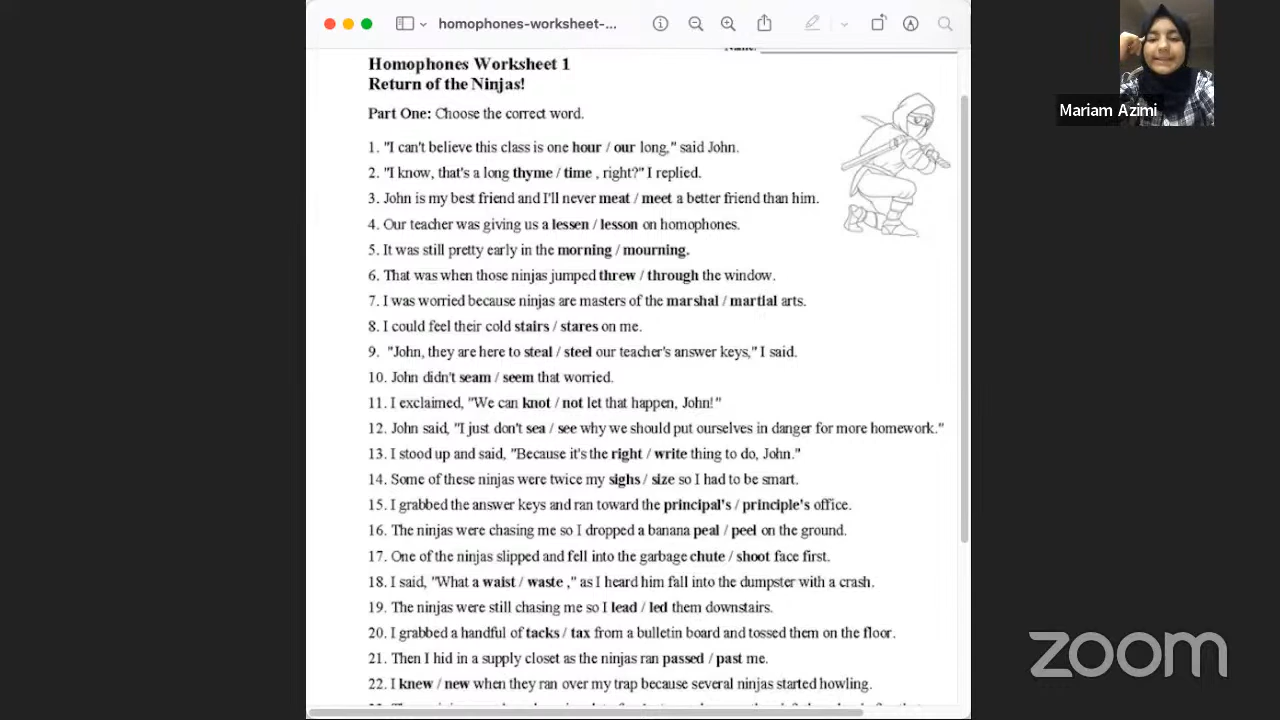 homophones-worksheet-...
Name:
Homophones Worksheet 1
Return of the Ninjas!
Part One: Choose the correct word.
1. "I can't believe this class is one hour / our long," said John.
2. "I know, that's a long thyme / time , right?" I replied.
3. John is my best friend and I'll never meat / meet a better friend than him.
4. Our teacher was giving us a lessen / lesson on homophones.
5. It was still pretty early in the morning / mourning.
6. That was when those ninjas jumped threw / through the window.
7. I was worried because ninjas are masters of the marshal / martial arts.
8. I could feel their cold stairs / stares on me.
9. "John, they are here to steal / steel our teacher's answer keys," I said.
10. John didn't seam / seem that worried.
11. I exclaimed, "We can knot / not let that happen, John!"
12. John said, "I just don't sea / see why we should put ourselves in danger for more homework."
13. I stood up and said, "Because it's the right / write thing to do, John."
14. Some of these ninjas were twice my sighs / size so I had to be smart.
15. I grabbed the answer keys and ran toward the principal's / principle's office.
16. The ninjas were chasing me so I dropped a banana peal / peel on the ground.
17. One of the ninjas slipped and fell into the garbage chute / shoot face first.
18. I said, "What a waist / waste ," as I heard him fall into the dumpster with a crash.
19. The ninjas were still chasing me so I lead / led them downstairs.
20. I grabbed a handful of tacks / tax from a bulletin board and tossed them on the floor.
21. Then I hid in a supply closet as the ninjas ran passed / past me.
22. I knew / new when they ran over my trap because several ninjas started howling.
Mariam Azimi
zoom